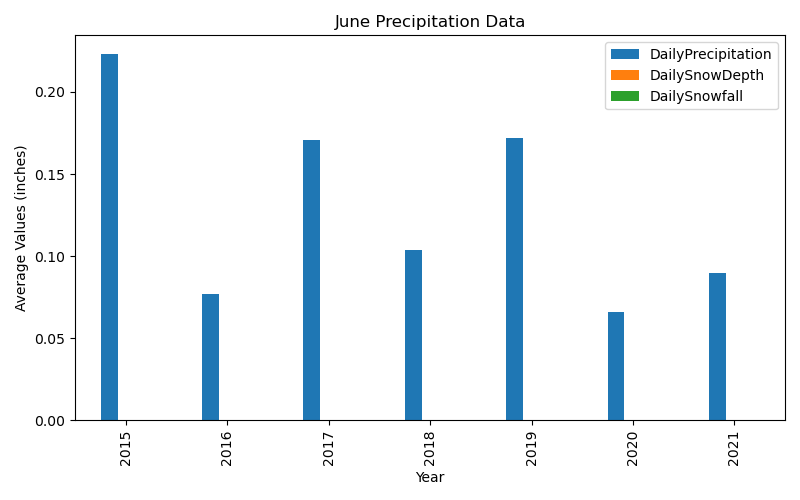 June Precipitation Data
DailyPrecipitation
DailySnowDepth
DailySnowfall
Average Values (inches)
0.20
0.15
0.10
0.05
0.00
2015
2016
2017
2018
2019
2020
2021
Year